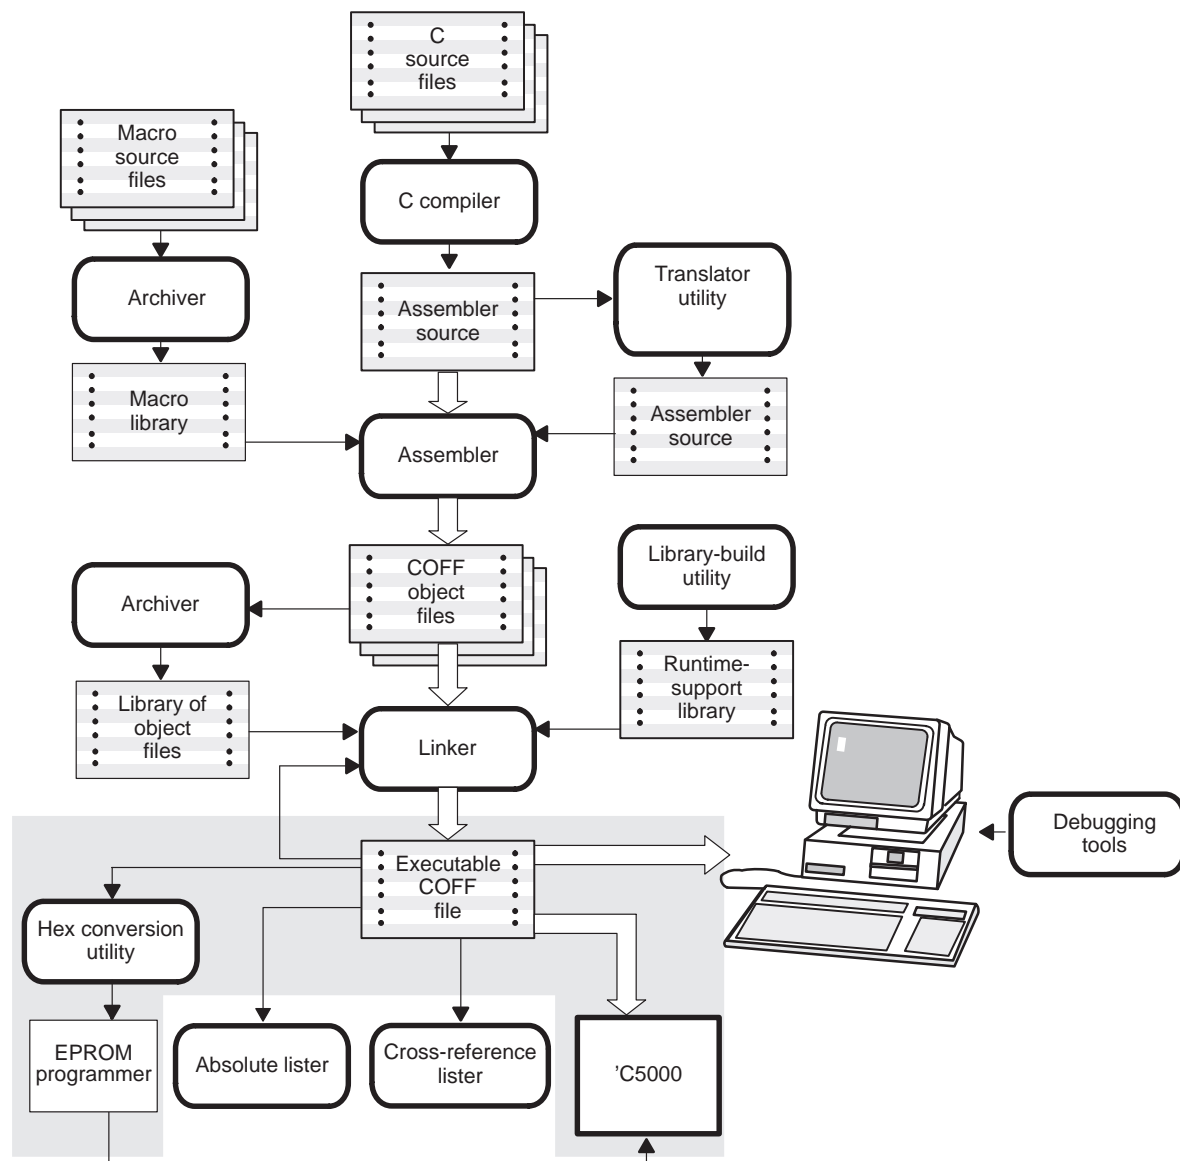 C
source
files
Macro
source
files
C compiler
Archiver
Translator
utility
Assembler
source
Macro
library
Assembler
source
Assembler
COFF
object
files
Library-build
utility
Archiver
Runtime-
support
library
Library of
object
files
Linker
Debugging
tools
Executable
COFF
file
Hex conversion
utility
EPROM
programmer
Absolute lister
Cross-reference
lister
’C5000